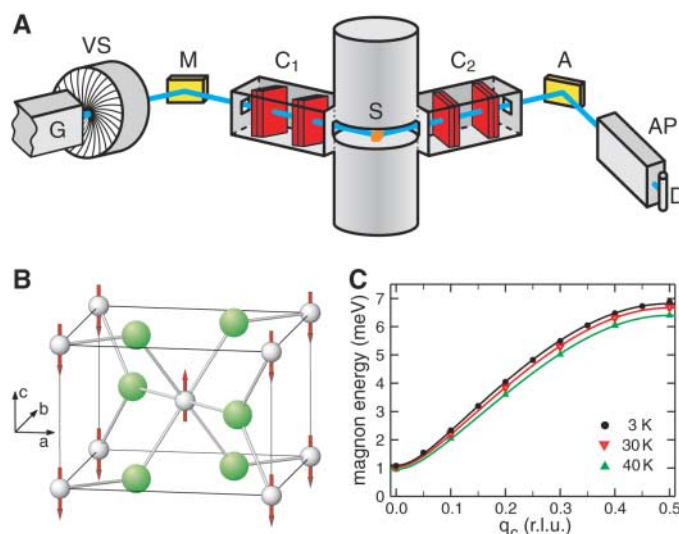 A
VS
M
C₁
S
C₂
A
AP
D
G
B
c
b
a
C
magnon energy (meV)
7
6
5
4
3
2
1
0
0.0
0.1
0.2
0.3
0.4
0.5
3 K
30 K
40 K
q_c (r.l.u.)